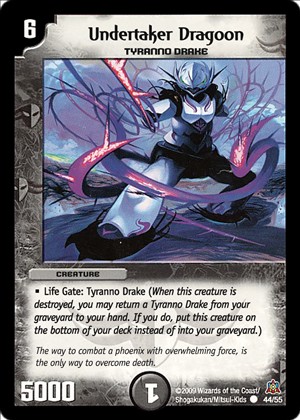 6
Undertaker Dragoon
TYRANNO DRAKE
CREATURE
▪ Life Gate: Tyranno Drake (When this creature is
destroyed, you may return a Tyranno Drake from your
graveyard to your hand. If you do, put this creature on
the bottom of your deck instead of into your graveyard.)
The way to combat a phoenix with overwhelming force, is
the only way to overcome death.
5000
1
©2009 Wizards of the Coast/
Shogakukan/Mitsui-Kids
44/55